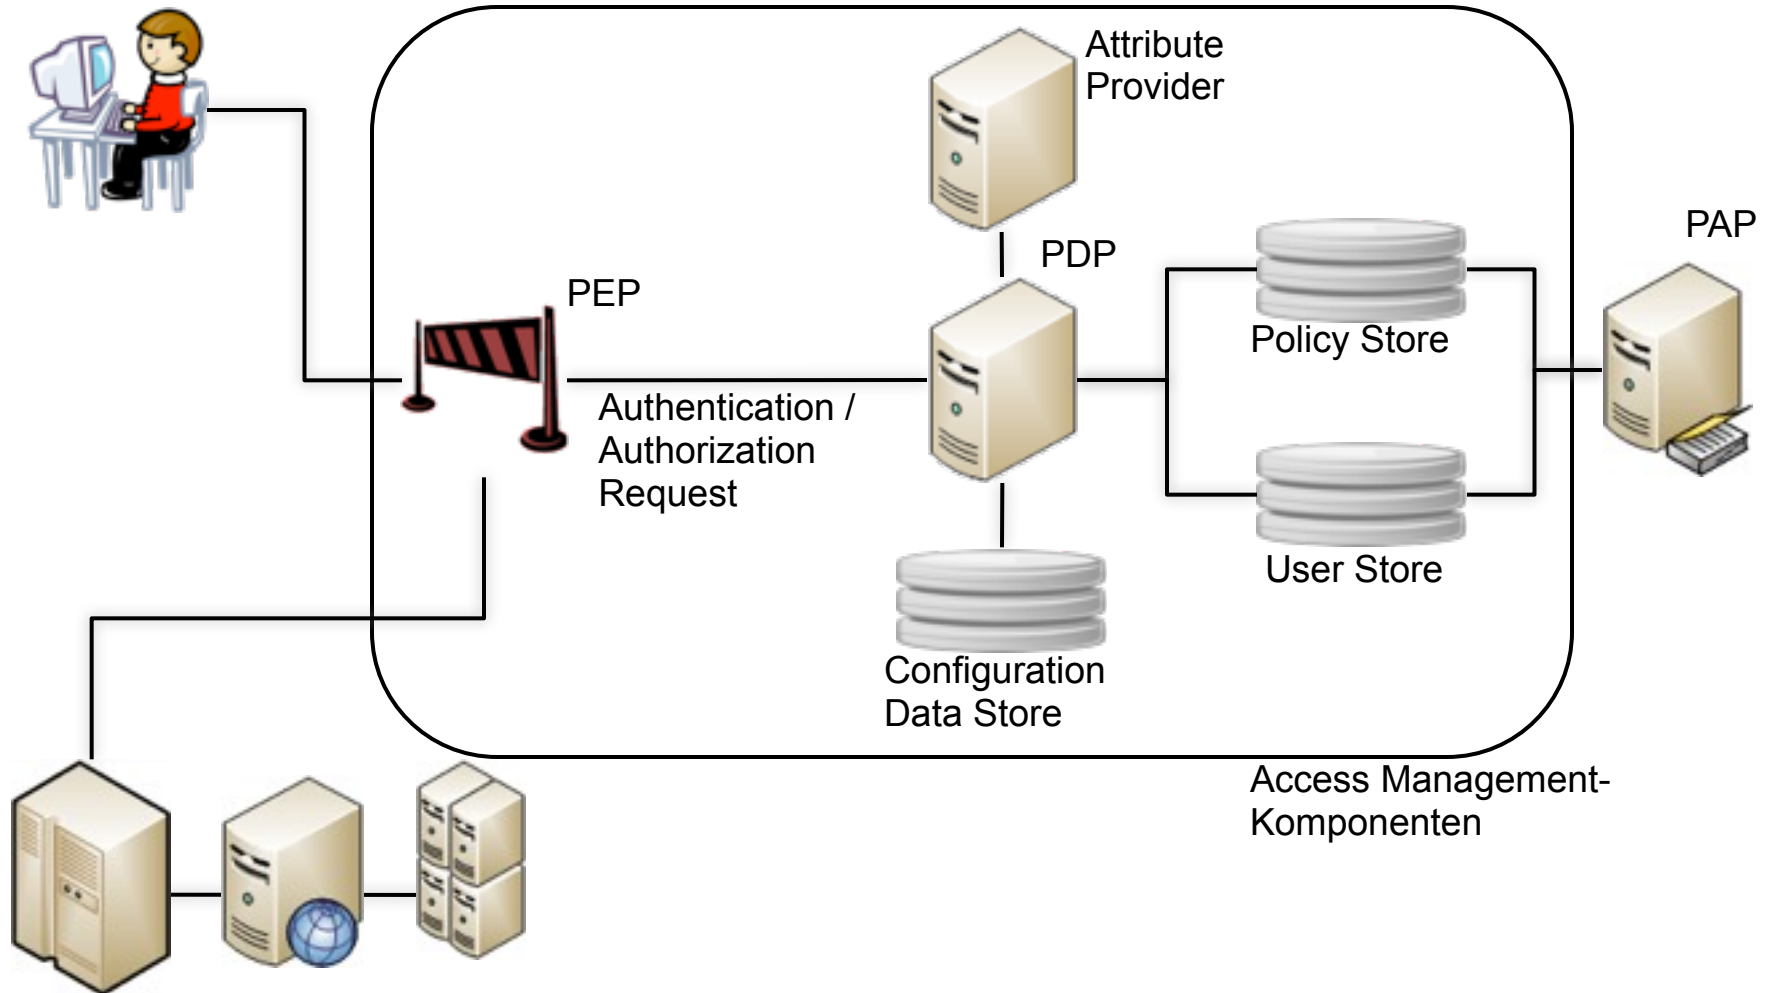 Attribute
Provider
PAP
PDP
PEP
Policy Store
Authentication /
Authorization
Request
User Store
Configuration
Data Store
Access Management-
Komponenten